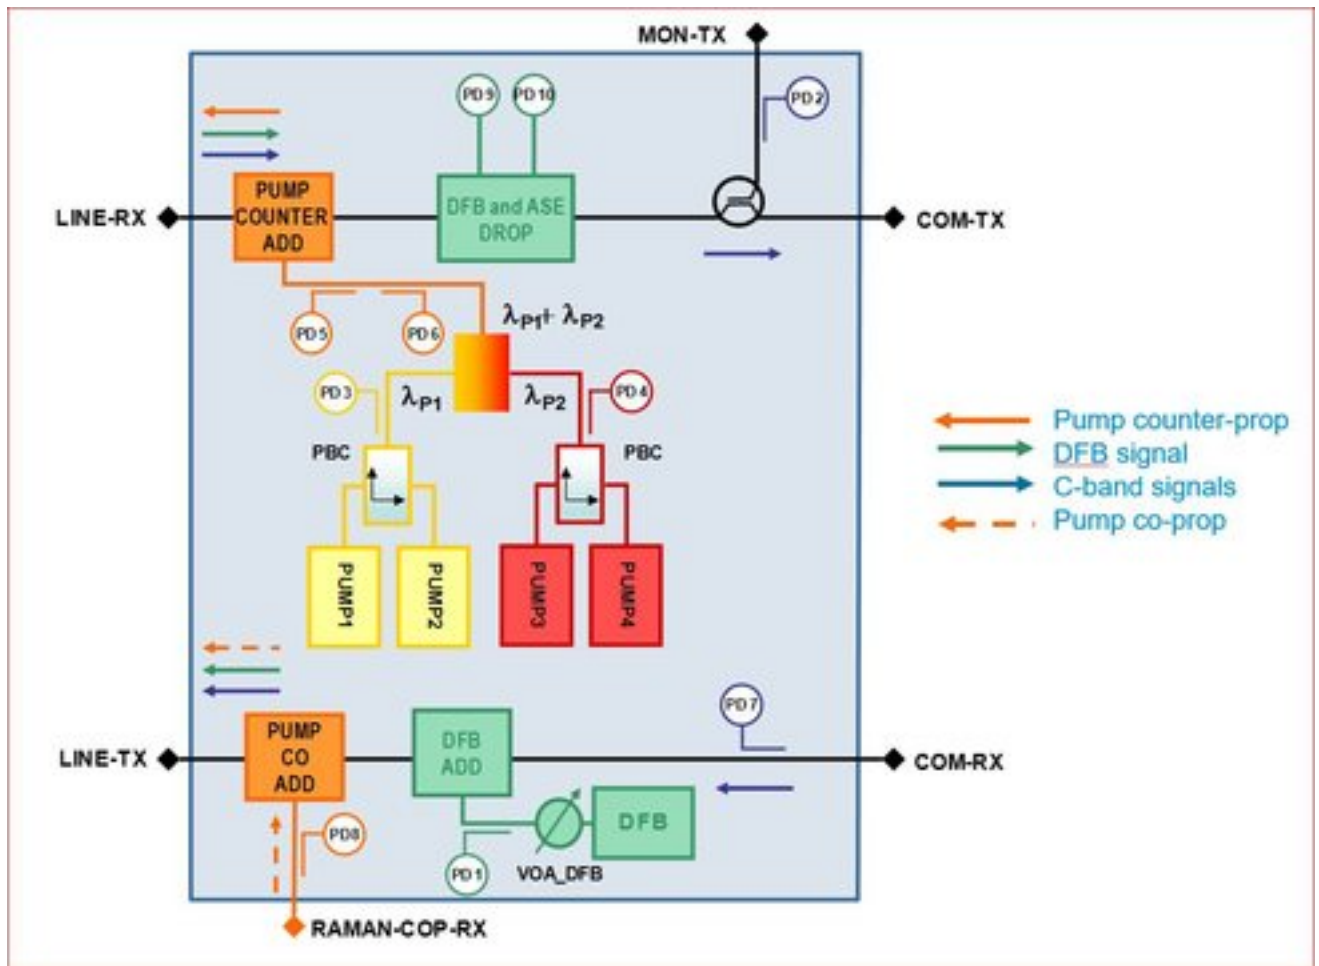 MON-TX
PD9
PD10
PD2
PUMP
COUNTER
ADD
DFB and ASE
DROP
LINE-RX
COM-TX
λP1+ λP2
PD5
PD6
PD3
λP1
λP2
PD4
PBC
PBC
PUMP1
PUMP2
PUMP3
PUMP4
Pump counter-prop
DFB signal
C-band signals
Pump co-prop
PD7
PUMP
CO
ADD
DFB
ADD
LINE-TX
COM-RX
PD8
DFB
PD1
VOA_DFB
RAMAN-COP-RX